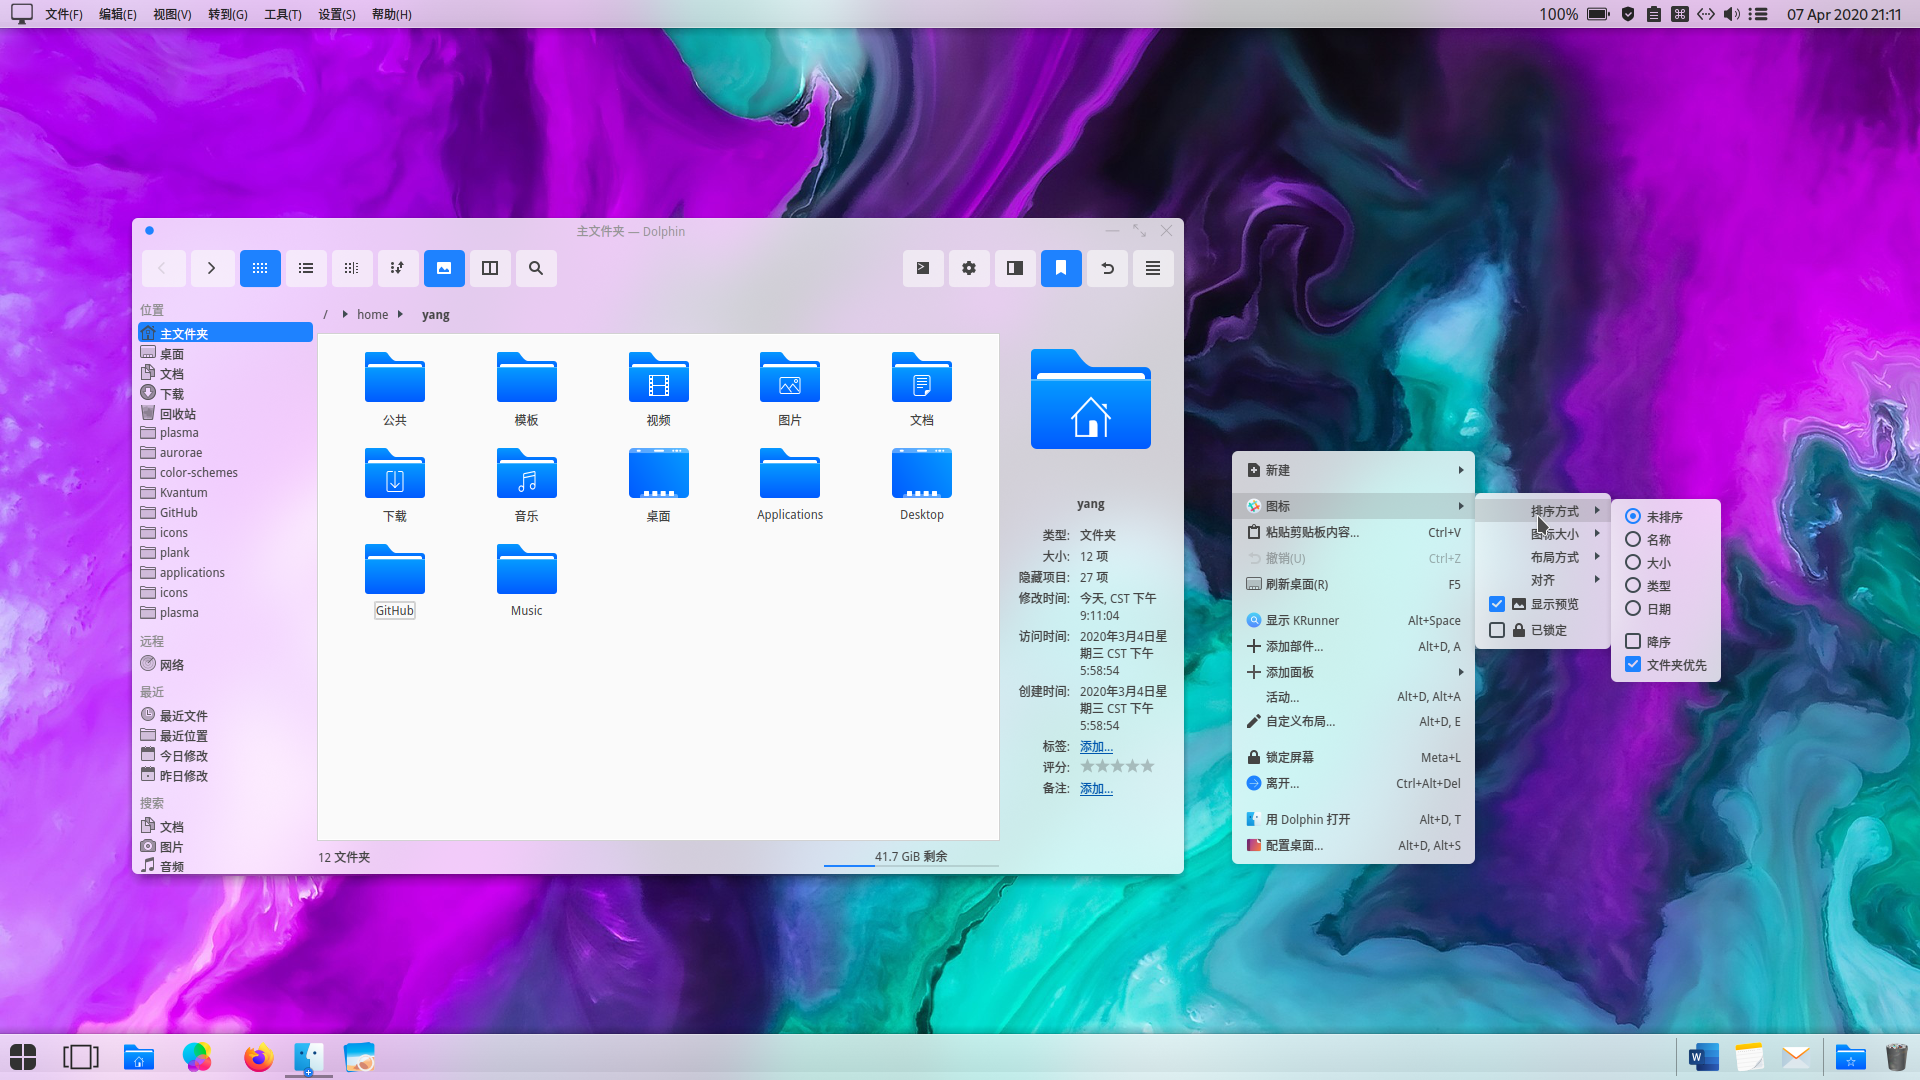 文件(F) 编辑(E) 视图(V) 转到(G) 工具(T) 设置(S) 帮助(H) 100% 07 Apr 2020 21:11
主文件夹 — Dolphin
位置
主文件夹
桌面
文档
下载
回收站
plasma
aurorae
color-schemes
Kvantum
GitHub
icons
plank
applications
icons
plasma
远程
网络
最近
最近文件
最近位置
今日修改
昨日修改
搜索
文档
图片
音频
/ home yang
公共 模板 视频 图片 文档
下载 音乐 桌面 Applications Desktop
GitHub Music
12 文件夹 41.7 GiB 剩余
yang
类型: 文件夹
大小: 12 项
隐藏项目: 27 项
修改时间: 今天, CST 下午
9:11:04
访问时间: 2020年3月4日星
期三 CST 下午
5:58:54
创建时间: 2020年3月4日星
期三 CST 下午
5:58:54
标签: 添加...
评分:
备注: 添加...
新建
图标
粘贴剪贴板内容... Ctrl+V
撤销(U) Ctrl+Z
刷新桌面(R) F5
显示 KRunner Alt+Space
添加部件... Alt+D, A
添加面板
活动... Alt+D, Alt+A
自定义布局... Alt+D, E
锁定屏幕 Meta+L
离开... Ctrl+Alt+Del
用 Dolphin 打开 Alt+D, T
配置桌面... Alt+D, Alt+S
排序方式
图标大小
布局方式
对齐
显示预览
已锁定
未排序
名称
大小
类型
日期
降序
文件夹优先
W